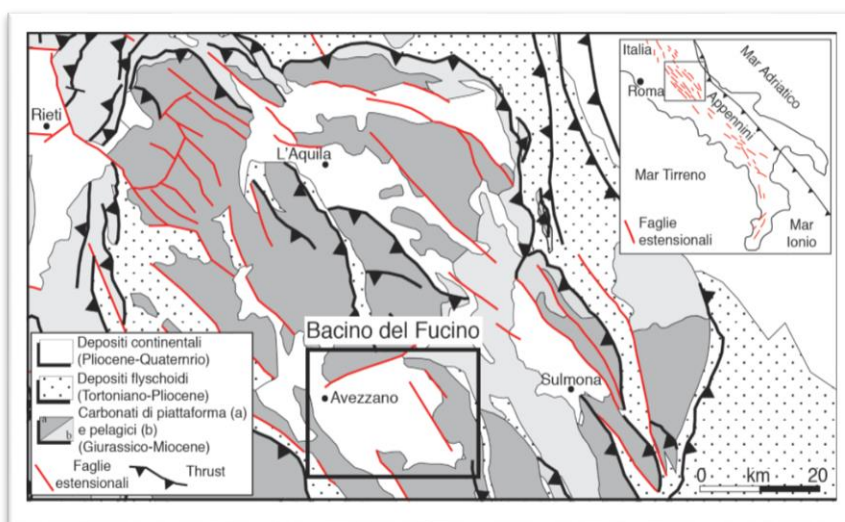 Rieti
L'Aquila
Bacino del Fucino
Avezzano
Sulmona
0 km 20
Italia
Roma
Mar Adriatico
Appennini
Mar Tirreno
Mar
Ionio
Faglie
estensionali
Depositi continentali
(Pliocene-Quaternrio)
Depositi flyschoidi
(Tortoniano-Pliocene)
a
b
Carbonati di piattaforma (a)
e pelagici (b)
(Giurassico-Miocene)
Faglie
estensionali
Thrust